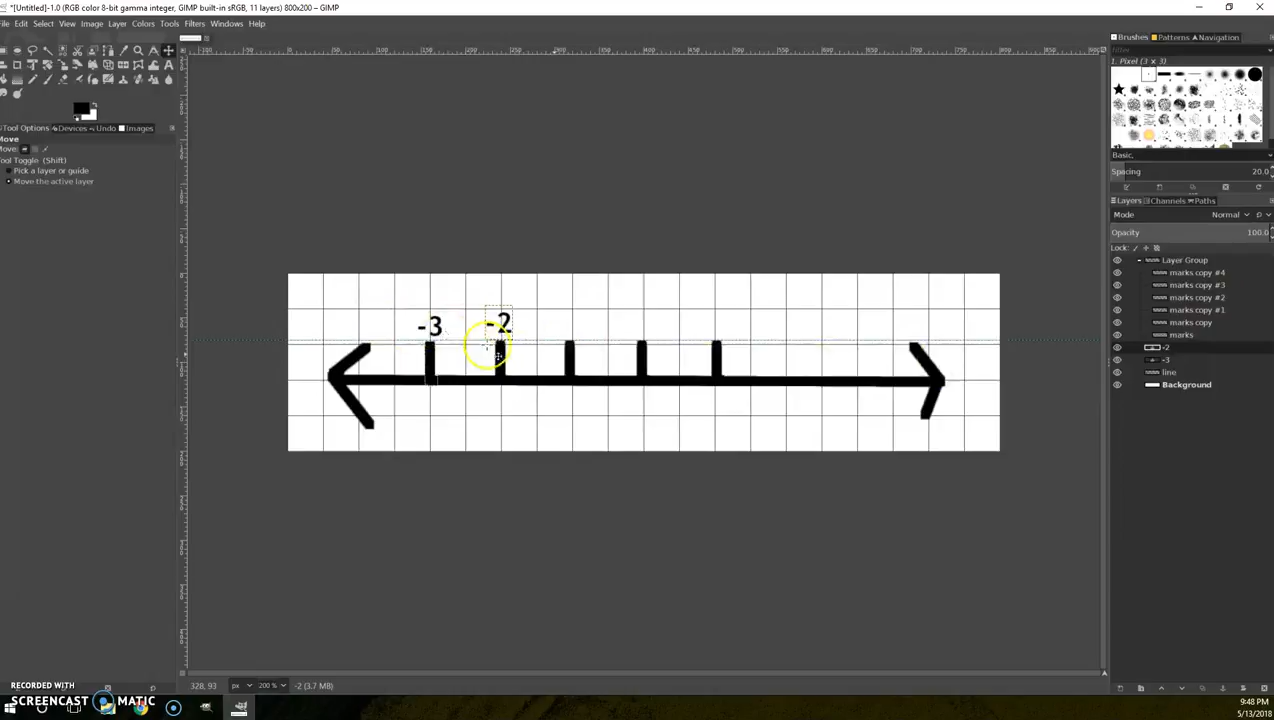 *[Untitled]-1.0 (RGB color 8-bit gamma integer, GIMP built-in sRGB, 11 layers) 800x200 – GIMP
File Edit Select View Image Layer Colors Tools Filters Windows Help
Brushes Patterns Navigation
filter
1. Pixel (3 × 3)
Tool Options Devices Undo Images
Move
Move:
Tool Toggle (Shift)
Pick a layer or guide
Move the active layer
Basic,
Spacing 20.0
Layers Channels Paths
Mode Normal
Opacity 100.0
Lock:
Layer Group
marks copy #4
marks copy #3
marks copy #2
marks copy #1
marks copy
marks
-2
-3
line
Background
-3 -2
328, 93 px 200 % -2 (3.7 MB)
RECORDED WITH
SCREENCAST MATIC
9:48 PM
5/13/2018